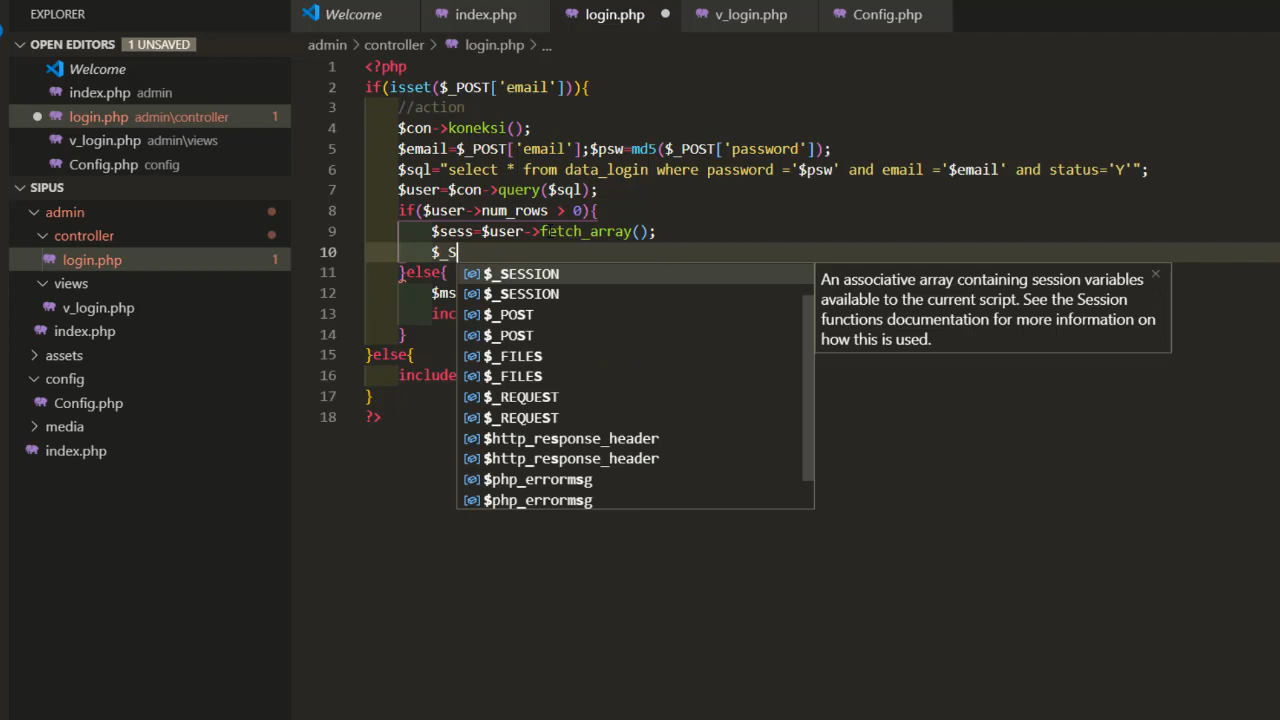 EXPLORER
OPEN EDITORS 1 UNSAVED
Welcome
index.php admin
login.php admin\controller 1
v_login.php admin\views
Config.php config
SIPUS
admin
controller
login.php 1
views
v_login.php
index.php
assets
config
Config.php
media
index.php
Welcome index.php login.php v_login.php Config.php
admin > controller > login.php > ...
1 <?php
2 if(isset($_POST['email'])){
3 //action
4 $con->koneksi();
5 $email=$_POST['email'];$psw=md5($_POST['password']);
6 $sql="select * from data_login where password ='$psw' and email ='$email' and status='Y'";
7 $user=$con->query($sql);
8 if($user->num_rows > 0){
9 $sess=$user->fetch_array();
10 $_S
11 }else{
12 $ms
13 inc
14 }
15 }else{
16 include
17 }
18 ?>
$_SESSION
$_SESSION
$_POST
$_POST
$_FILES
$_FILES
$_REQUEST
$_REQUEST
$http_response_header
$http_response_header
$php_errormsg
$php_errormsg
An associative array containing session variables
available to the current script. See the Session
functions documentation for more information on
how this is used.